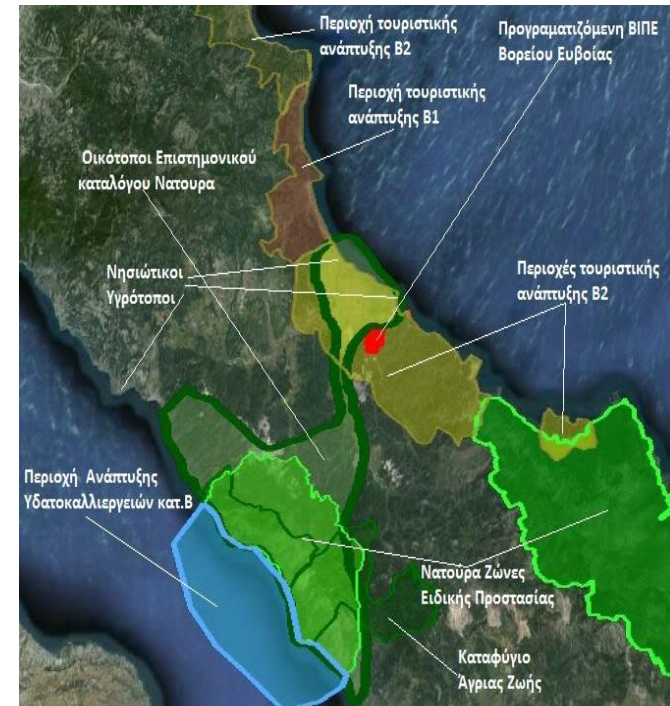 Περιοχή τουριστικής
ανάπτυξης Β2
Προγραματιζόμενη ΒΙΠΕ
Βορείου Ευβοίας
Περιοχή τουριστικής
ανάπτυξης Β1
Οικότοποι Επιστημονικού
καταλόγου Νατουρα
Νησιώτικοι
Υγρότοποι
Περιοχές τουριστικής
ανάπτυξης Β2
Περιοχή Ανάπτυξης
Υδατοκαλλιεργειών κατ.Β
Νατούρα Ζώνες
Ειδικής Προστασίας
Καταφύγιο
Άγριας Ζωής